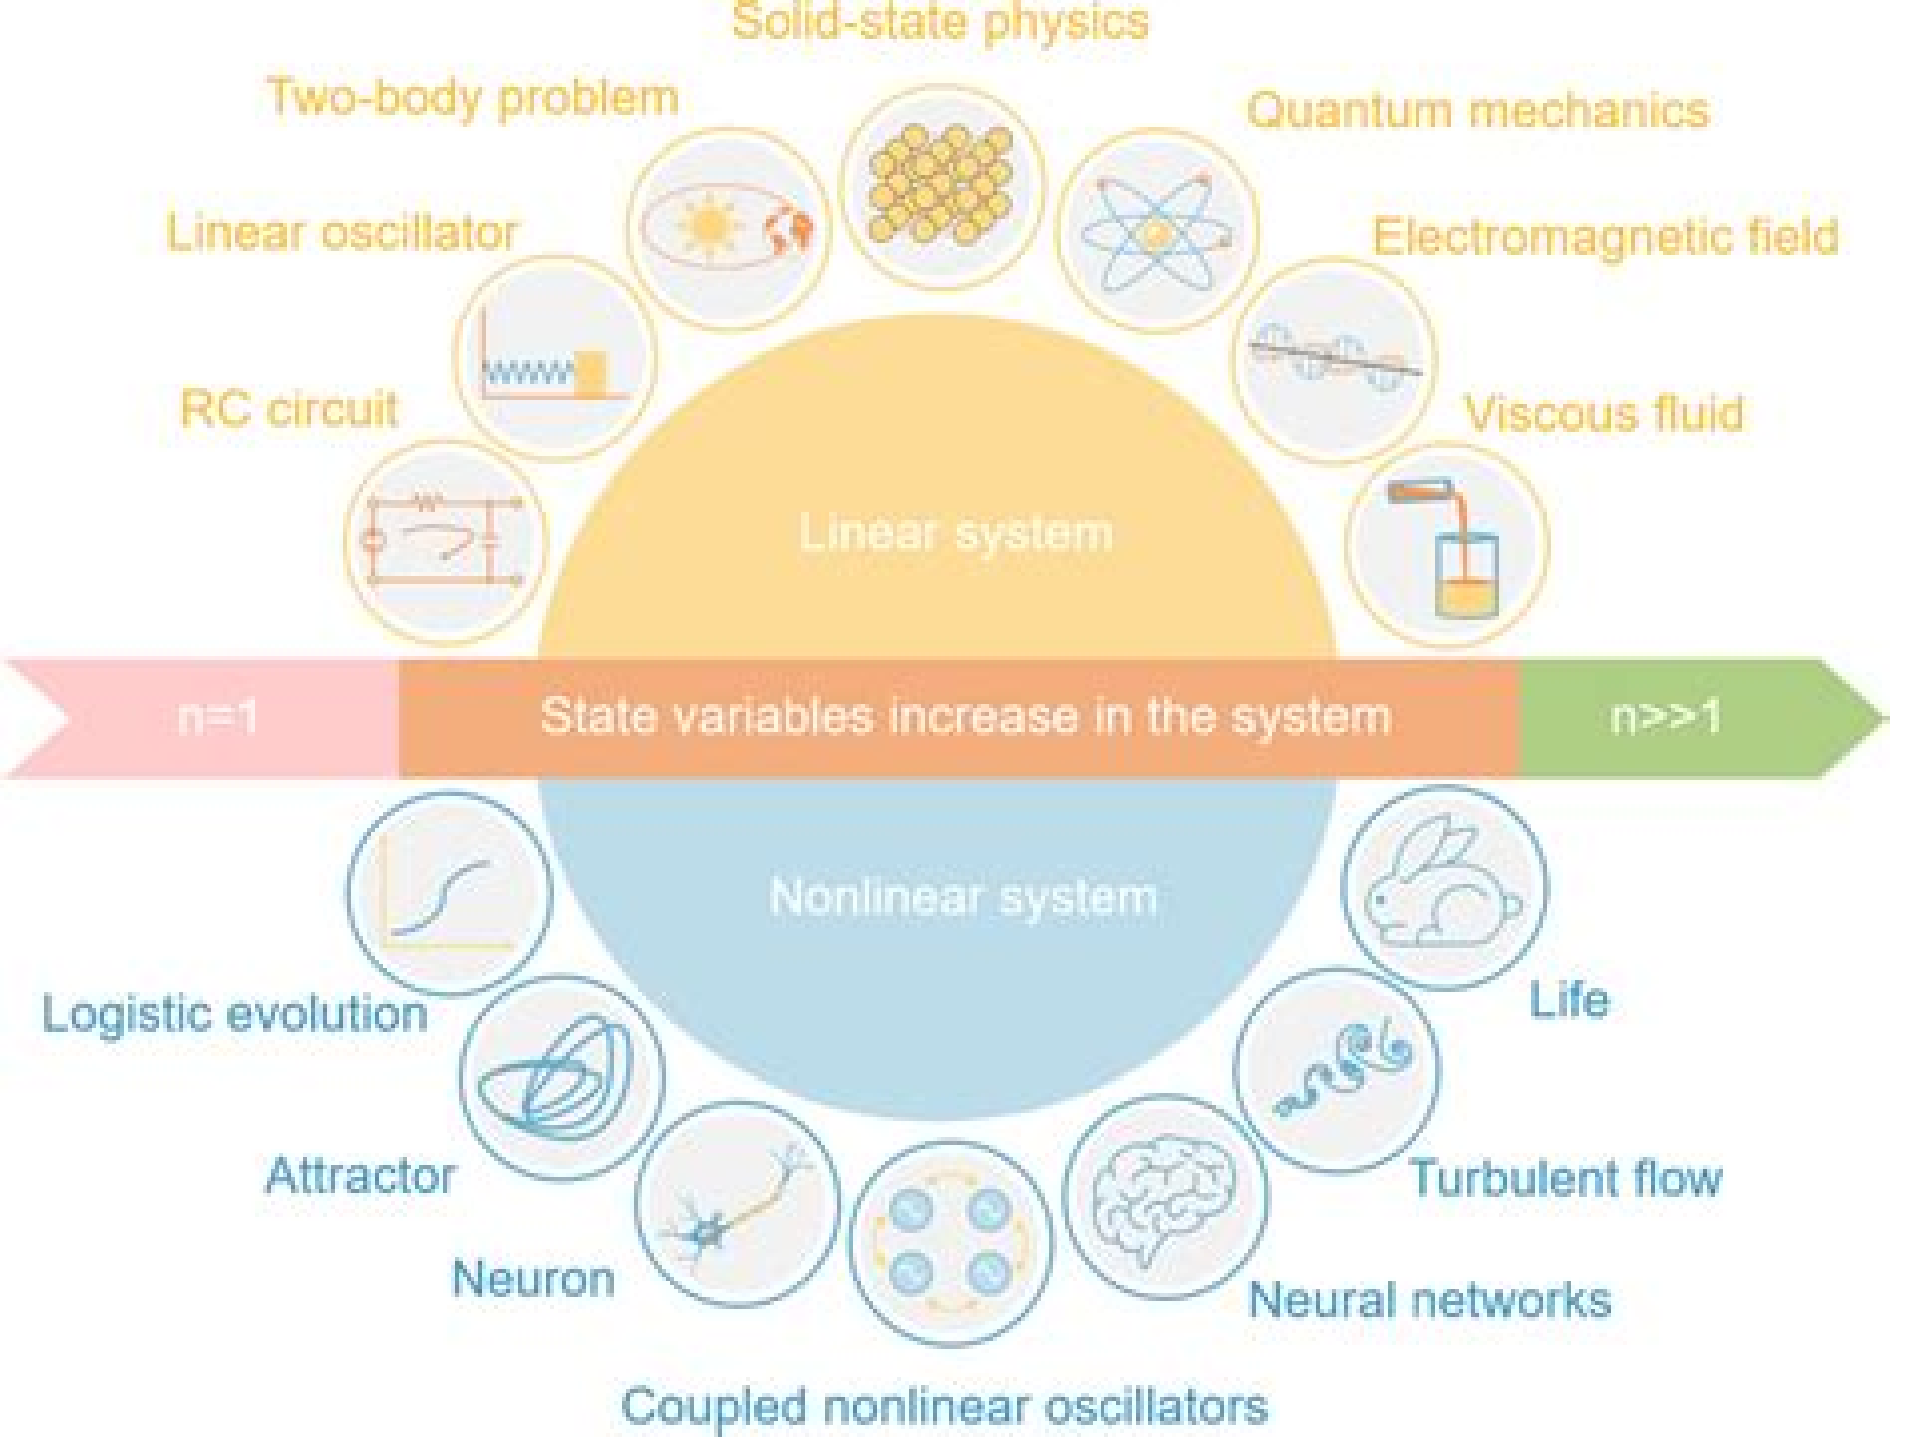 Solid-state physics
Two-body problem
Quantum mechanics
Linear oscillator
Electromagnetic field
RC circuit
Viscous fluid
Linear system
n=1
State variables increase in the system
n>>1
Nonlinear system
Logistic evolution
Life
Attractor
Turbulent flow
Neuron
Neural networks
Coupled nonlinear oscillators